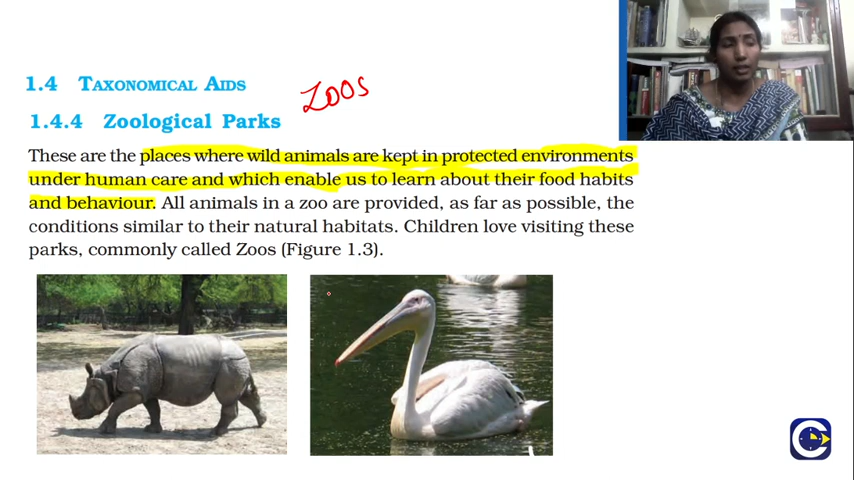 1.4 TAXONOMICAL AIDS
ZOOS
1.4.4 Zoological Parks
These are the places where wild animals are kept in protected environments
under human care and which enable us to learn about their food habits
and behaviour. All animals in a zoo are provided, as far as possible, the
conditions similar to their natural habitats. Children love visiting these
parks, commonly called Zoos (Figure 1.3).